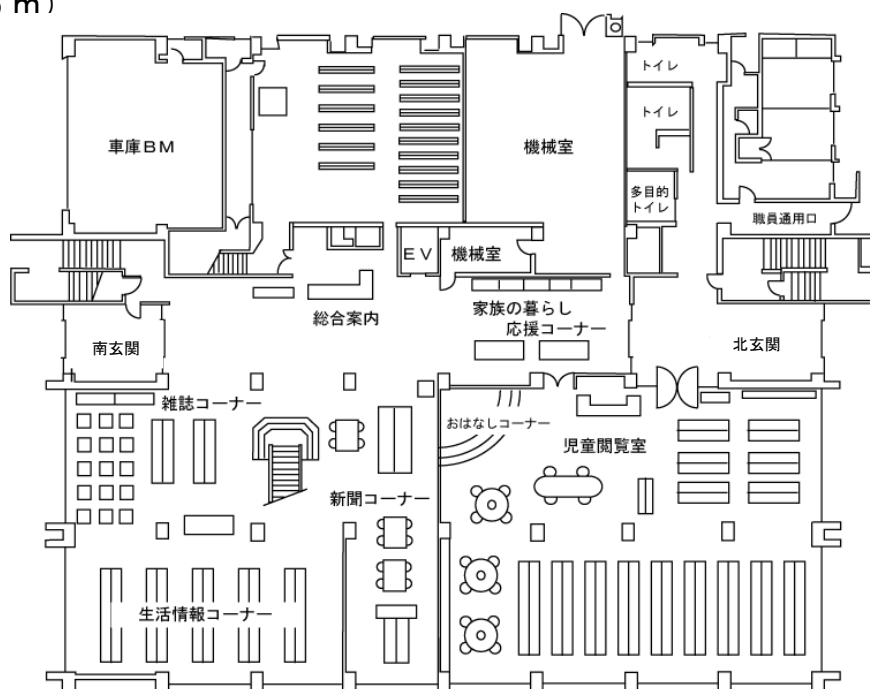 m）
トイレ
トイレ
車庫ＢＭ
機械室
多目的
トイレ
職員通用口
ＥＶ
機械室
総合案内
家族の暮らし
応援コーナー
南玄関
北玄関
雑誌コーナー
おはなしコーナー
児童閲覧室
新聞コーナー
生活情報コーナー